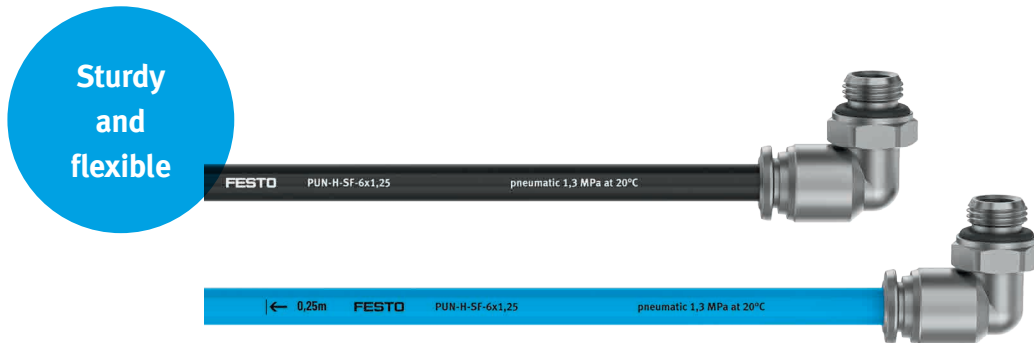 Sturdy
and
flexible
FESTO PUN-H-SF-6x1,25 pneumatic 1,3 MPa at 20°C
0,25m FESTO PUN-H-SF-6x1,25 pneumatic 1,3 MPa at 20°C